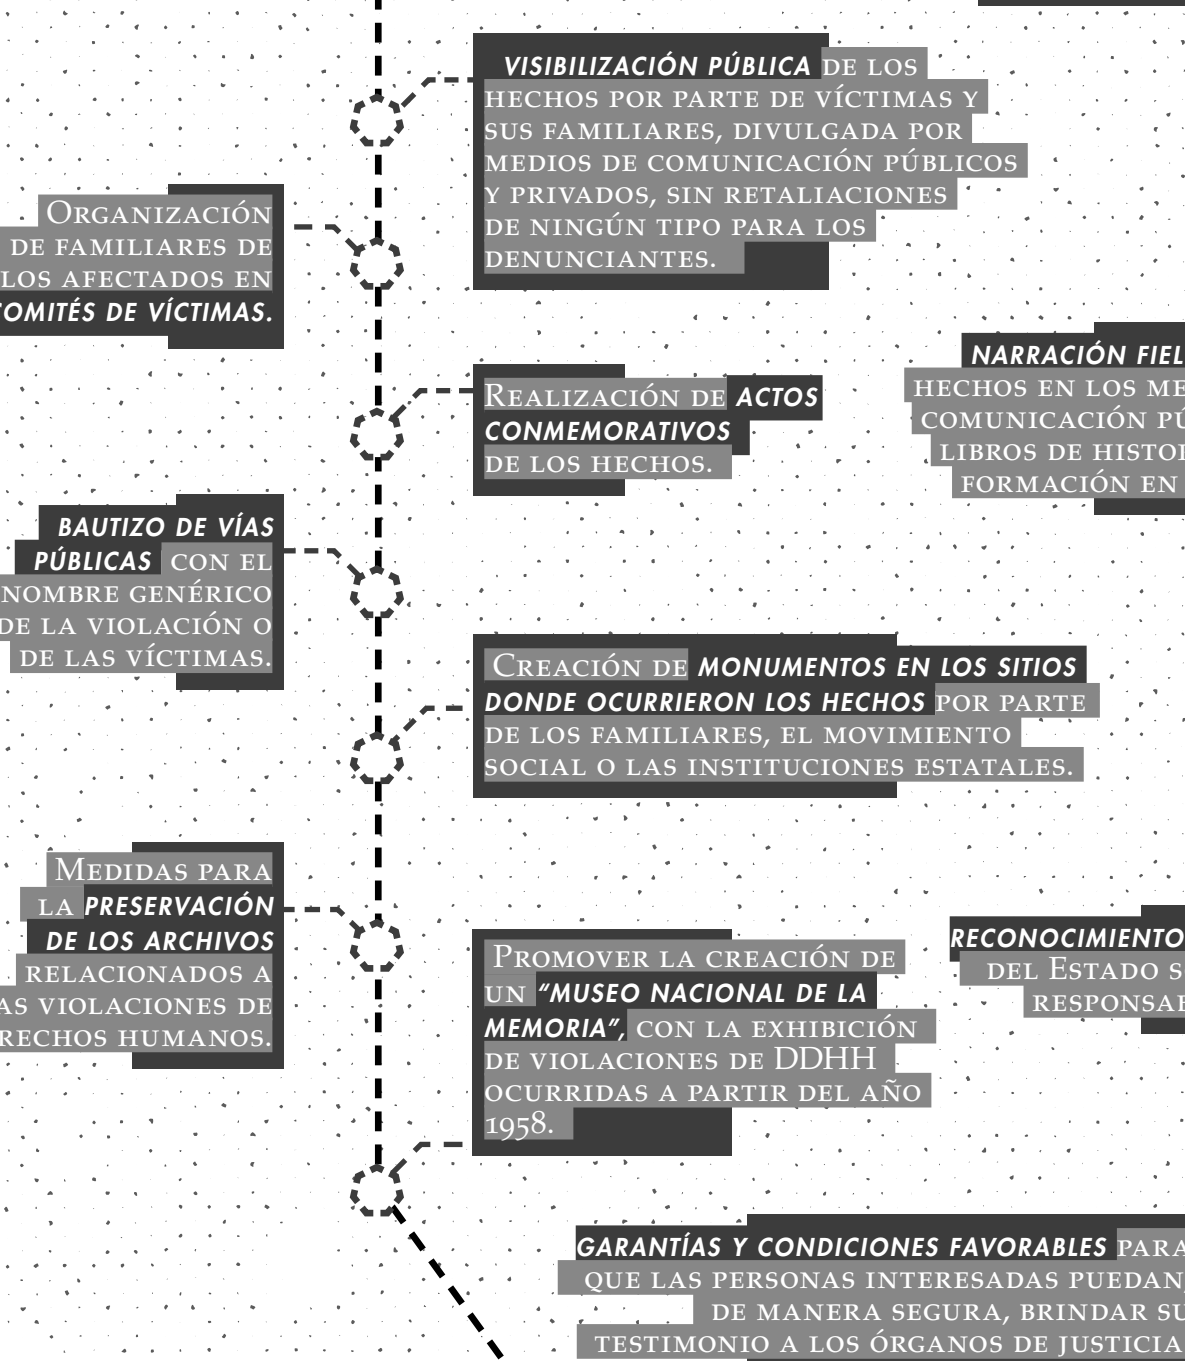 VISIBILIZACIÓN PÚBLICA DE LOS
HECHOS POR PARTE DE VÍCTIMAS Y
SUS FAMILIARES, DIVULGADA POR
MEDIOS DE COMUNICACIÓN PÚBLICOS
Y PRIVADOS, SIN RETALIACIONES
DE NINGÚN TIPO PARA LOS
DENUNCIANTES.
ORGANIZACIÓN
DE FAMILIARES DE
LOS AFECTADOS EN
COMITÉS DE VÍCTIMAS.
REALIZACIÓN DE ACTOS
CONMEMORATIVOS
DE LOS HECHOS.
NARRACIÓN FIEL
HECHOS EN LOS
COMUNICACIÓN
LIBROS DE
FORMACIÓN EN
BAUTIZO DE VÍAS
PÚBLICAS CON EL
NOMBRE GENÉRICO
DE LA VIOLACIÓN O
DE LAS VÍCTIMAS.
CREACIÓN DE MONUMENTOS EN LOS SITIOS
DONDE OCURRIERON LOS HECHOS POR PARTE
DE LOS FAMILIARES, EL MOVIMIENTO
SOCIAL O LAS INSTITUCIONES ESTATALES.
MEDIDAS PARA
LA PRESERVACIÓN
DE LOS ARCHIVOS
RELACIONADOS A
VIOLACIONES DE
HUMANOS.
PROMOVER LA CREACIÓN DE
UN “MUSEO NACIONAL DE LA
MEMORIA”, CON LA EXHIBICIÓN
DE VIOLACIONES DE DDHH
OCURRIDAS A PARTIR DEL AÑO
1958.
RECONOCIMIENTO
DEL ESTADO
GARANTÍAS Y CONDICIONES FAVORABLES PARA
QUE LAS PERSONAS INTERESADAS PUEDAN,
DE MANERA SEGURA, BRINDAR SU
TESTIMONIO A LOS ÓRGANOS DE JUSTICIA